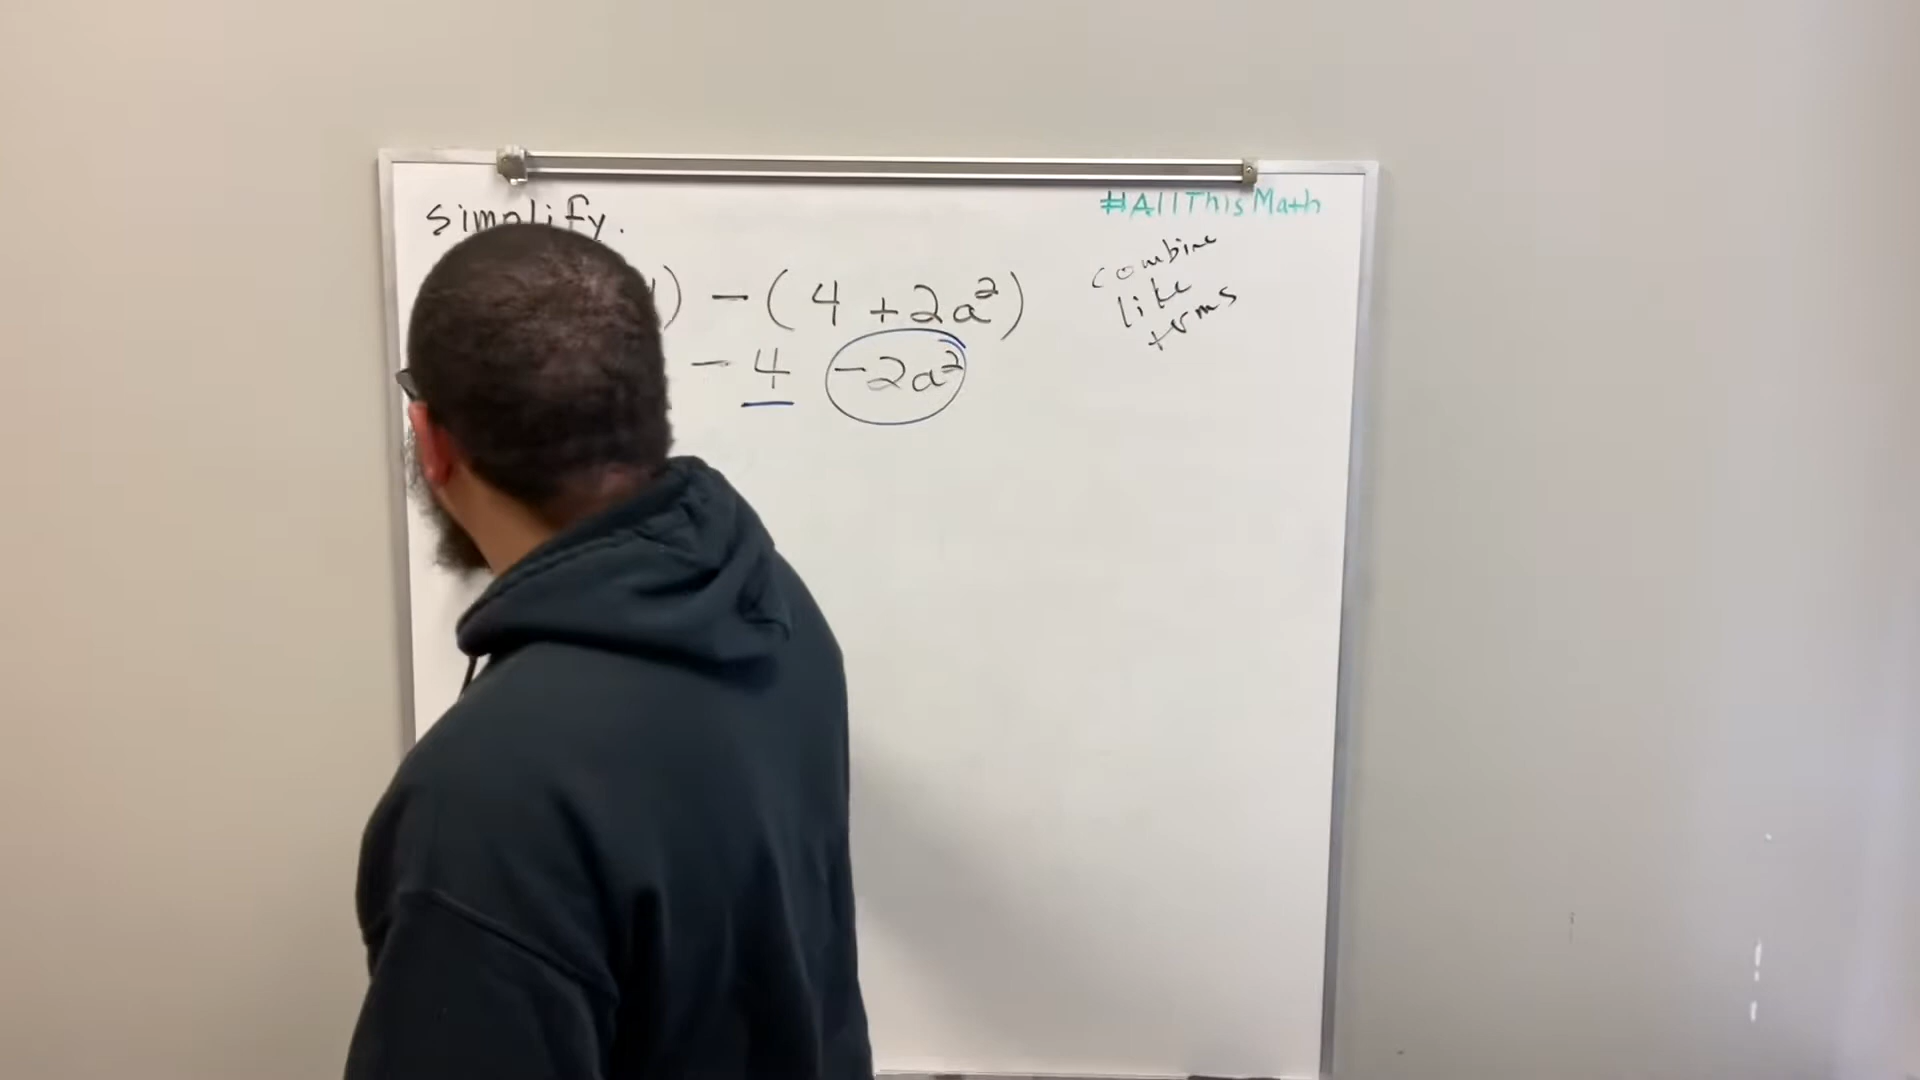 Simplify.
#AllThisMath
) - ( 4 + 2a²)
- 4 -2a²
combine
like
terms